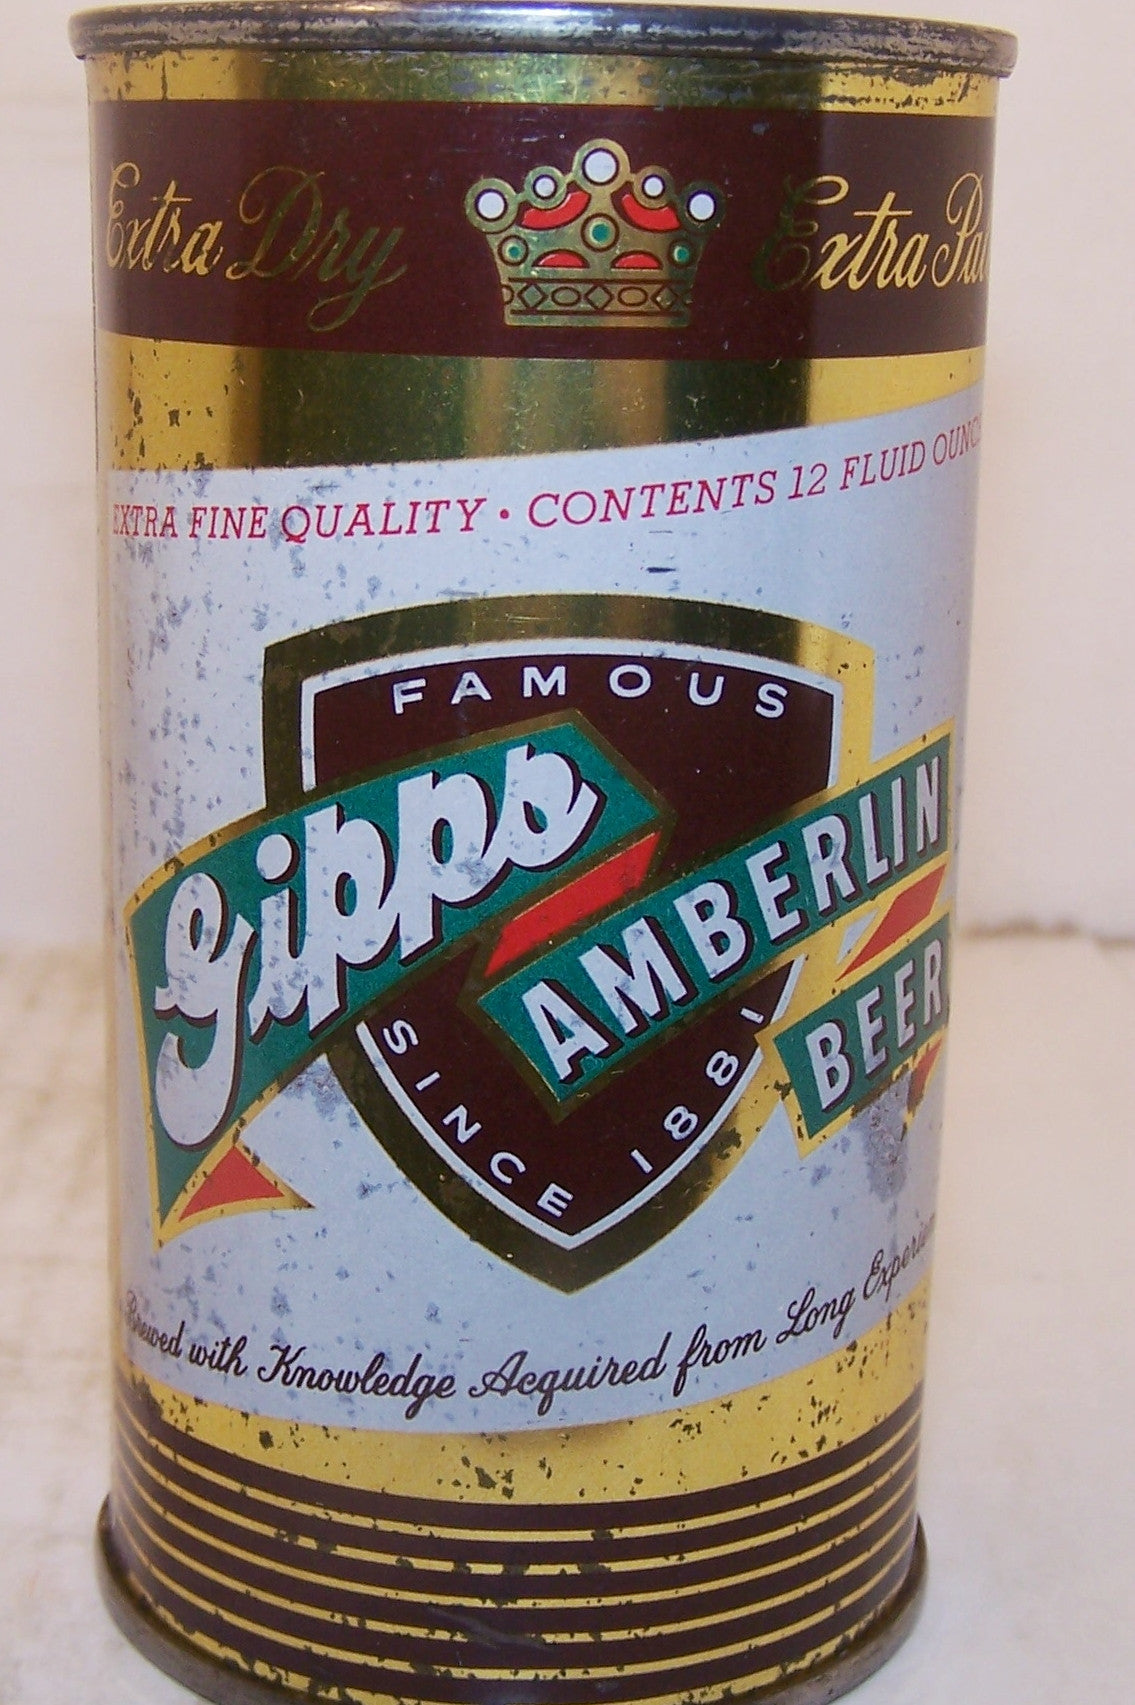 Extra Dry Extra
EXTRA FINE QUALITY • CONTENTS 12 FLUID
FAMOUS
Gipps
AMBERLIN
BEER
SINCE 1881
Brewed with Knowledge Acquired from Long